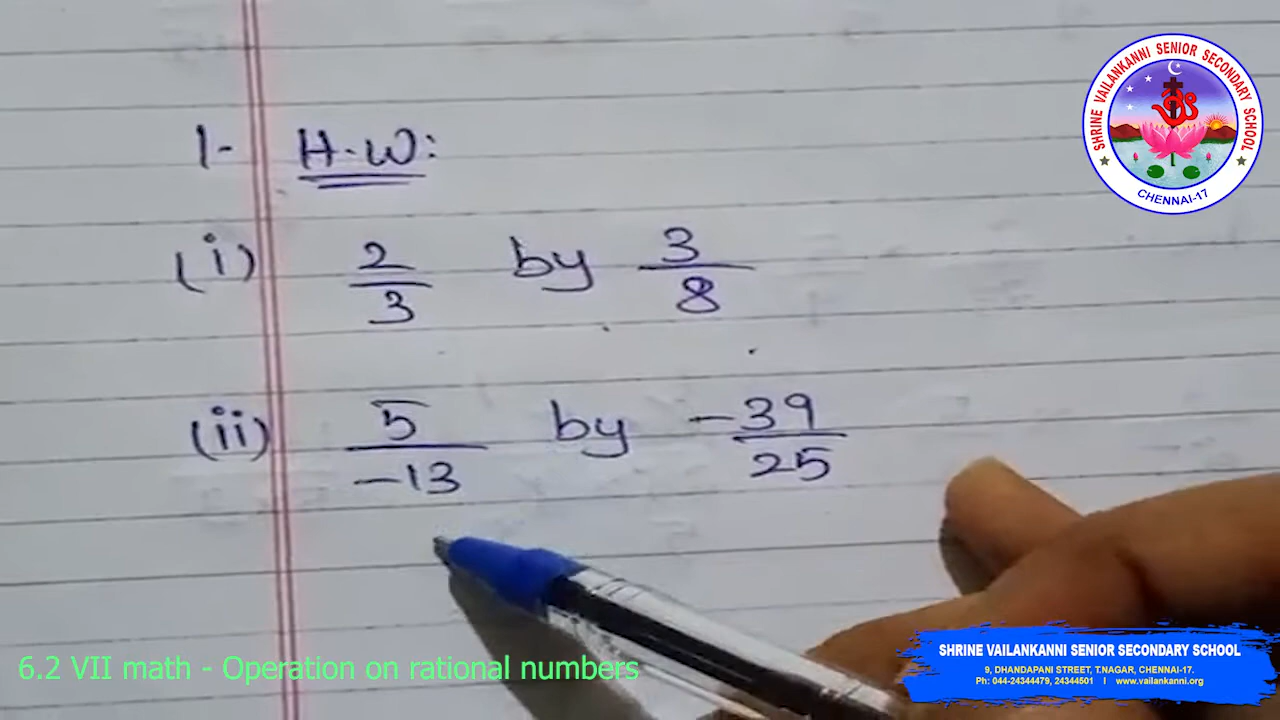 1- H.W:
(i) 2/3 by 3/8
(ii) 5/-13 by -39/25
SHRINE VAILANKANNI SENIOR SECONDARY SCHOOL
CHENNAI-17
6.2 VII math - Operation on rational numbers
SHRINE VAILANKANNI SENIOR SECONDARY SCHOOL
9, DHANDAPANI STREET, T.NAGAR, CHENNAI-17.
Ph: 044-24344479, 24344501 I www.vailankanni.org